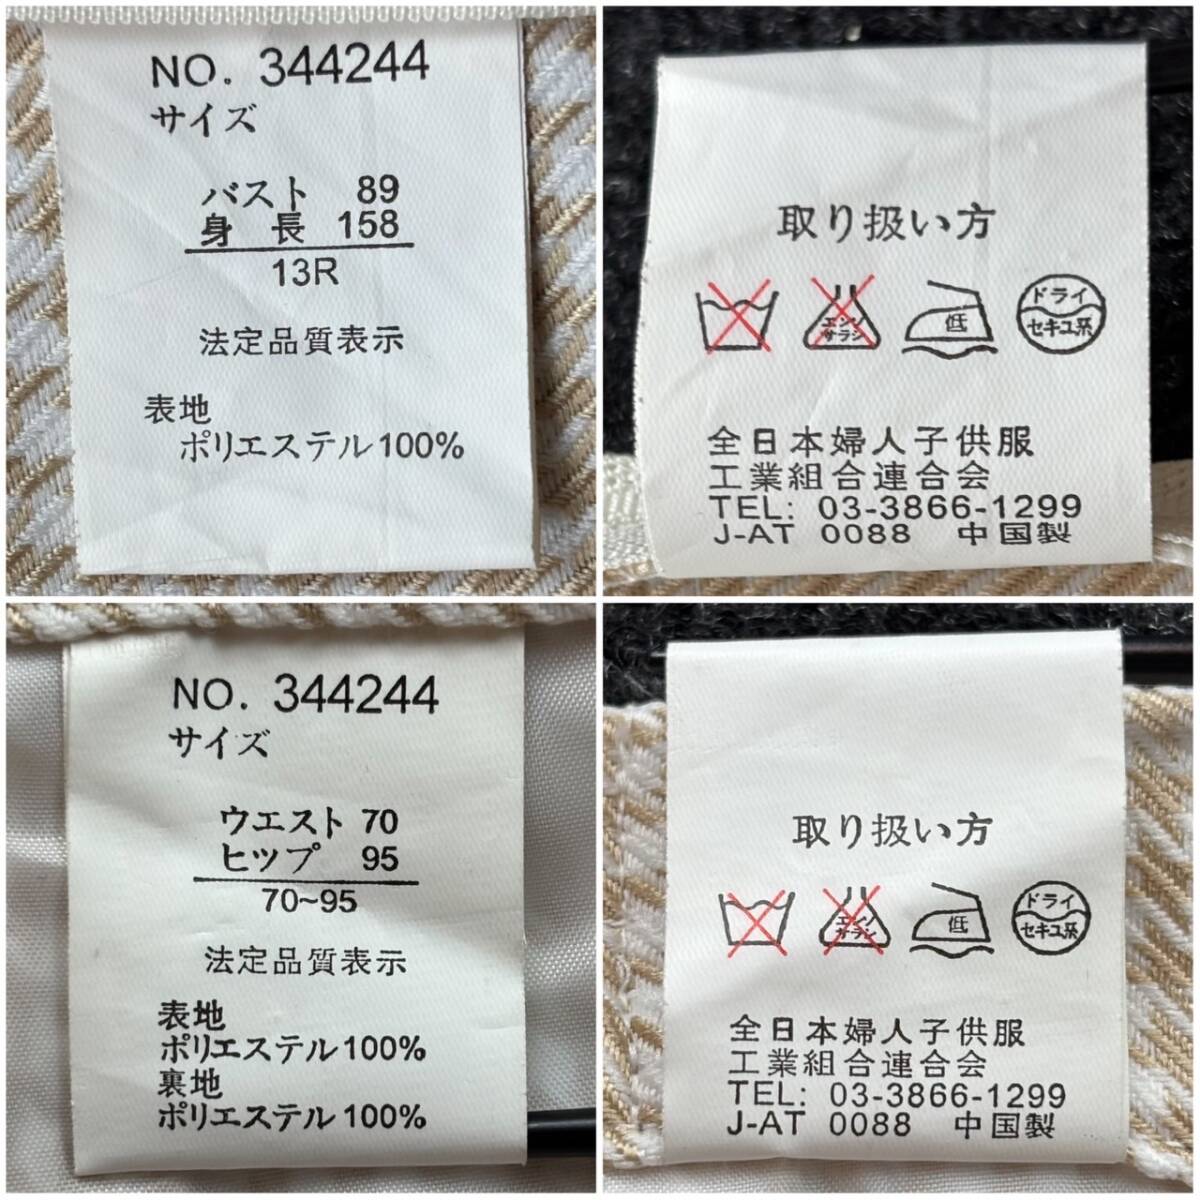 NO. 344244
サイズ
バスト 89
身 長 158
13R
法定品質表示
表地
ポリエステル100%
取り扱い方
エンソ
サラシ
低
ドライ
セキユ系
全日本婦人子供服
工業組合連合会
TEL: 03-3866-1299
J-AT 0088 中国製
NO. 344244
サイズ
ウエスト 70
ヒツプ 95
70~95
法定品質表示
表地
ポリエステル100%
裏地
ポリエステル100%
取り扱い方
エンソ
サラシ
低
ドライ
セキユ系
全日本婦人子供服
工業組合連合会
TEL: 03-3866-1299
J-AT 0088 中国製